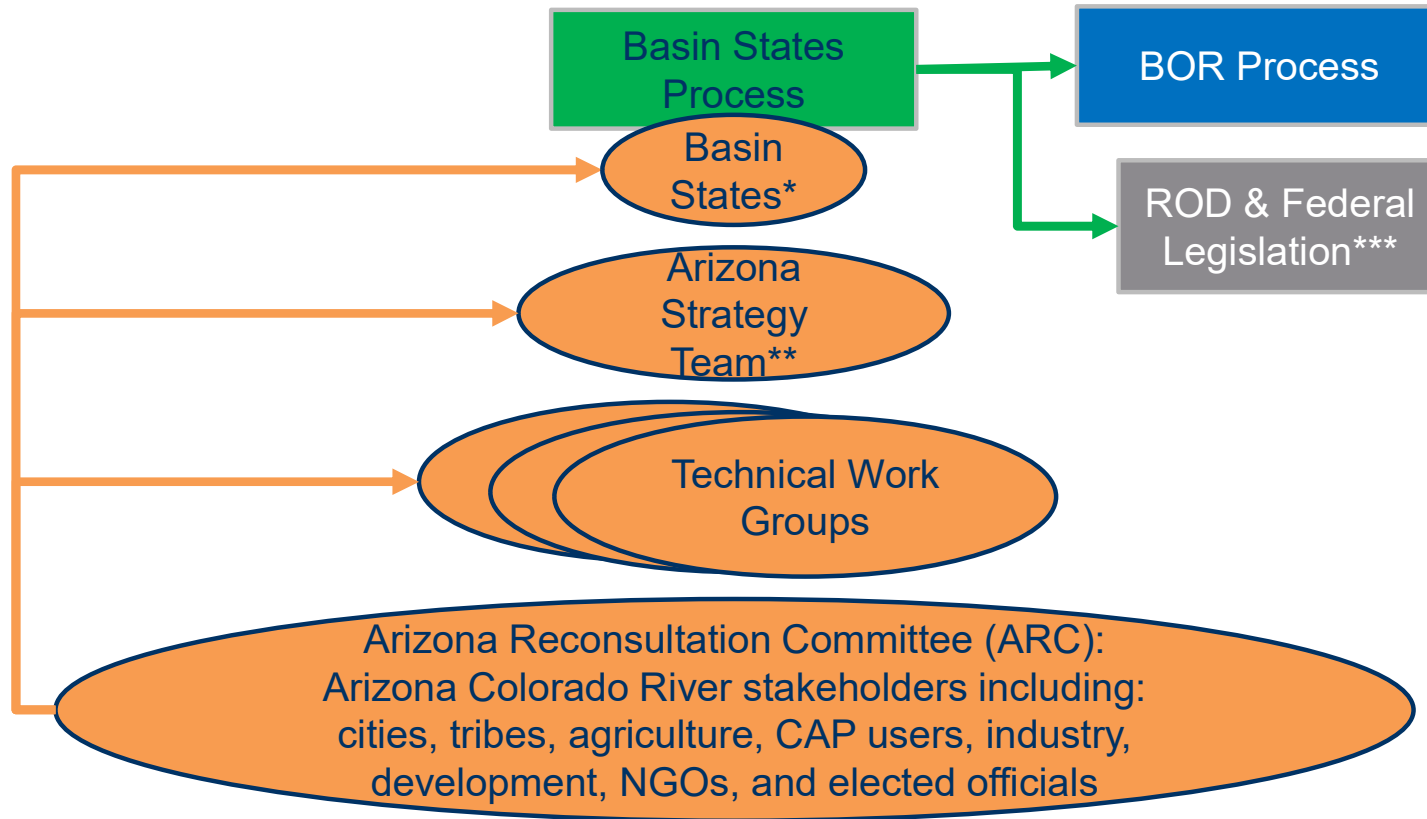 Basin States
Process
BOR Process
Basin
States*
ROD & Federal
Legislation***
Arizona
Strategy
Team**
Technical Work
Groups
Arizona Reconsultation Committee (ARC):
Arizona Colorado River stakeholders including:
cities, tribes, agriculture, CAP users, industry,
development, NGOs, and elected officials